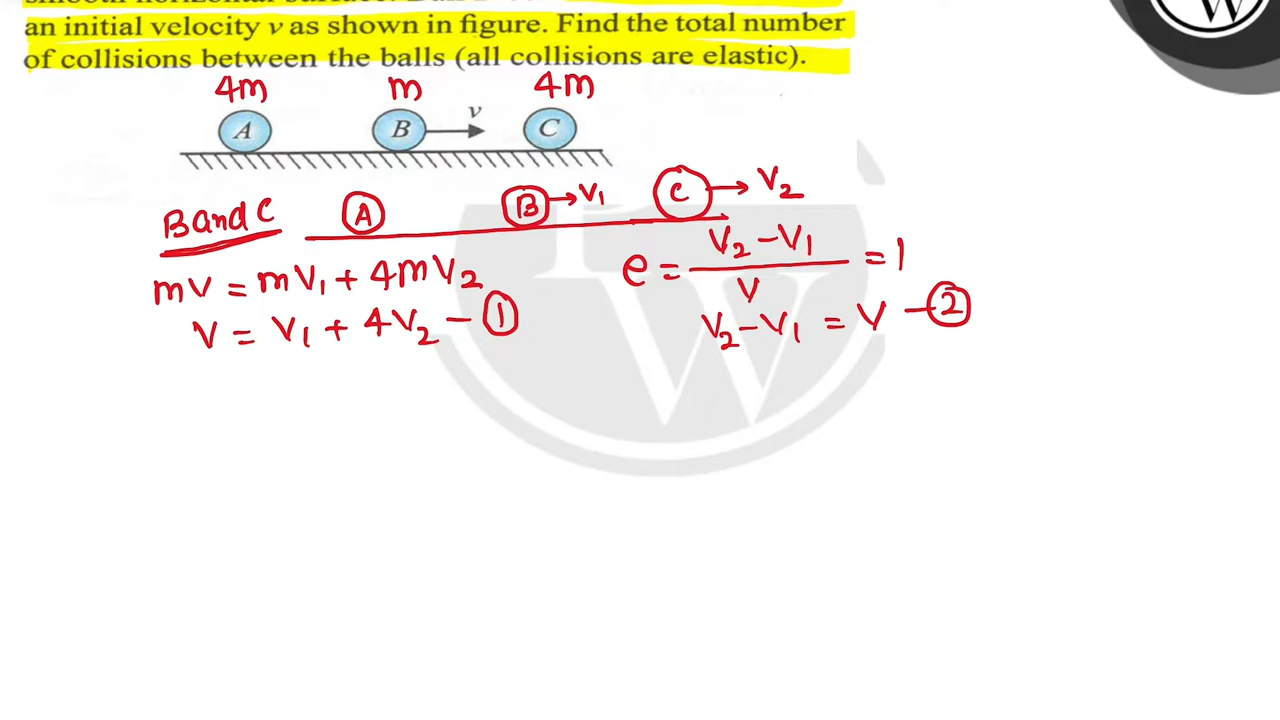 an initial velocity v as shown in figure. Find the total number
of collisions between the balls (all collisions are elastic).
4m m 4m
A B v C
B and C A B → V₁ C → V₂
mV = mV₁ + 4mV₂
e = (V₂ - V₁)/V = 1
V = V₁ + 4V₂ - ①
V₂ - V₁ = V - ②
W
W